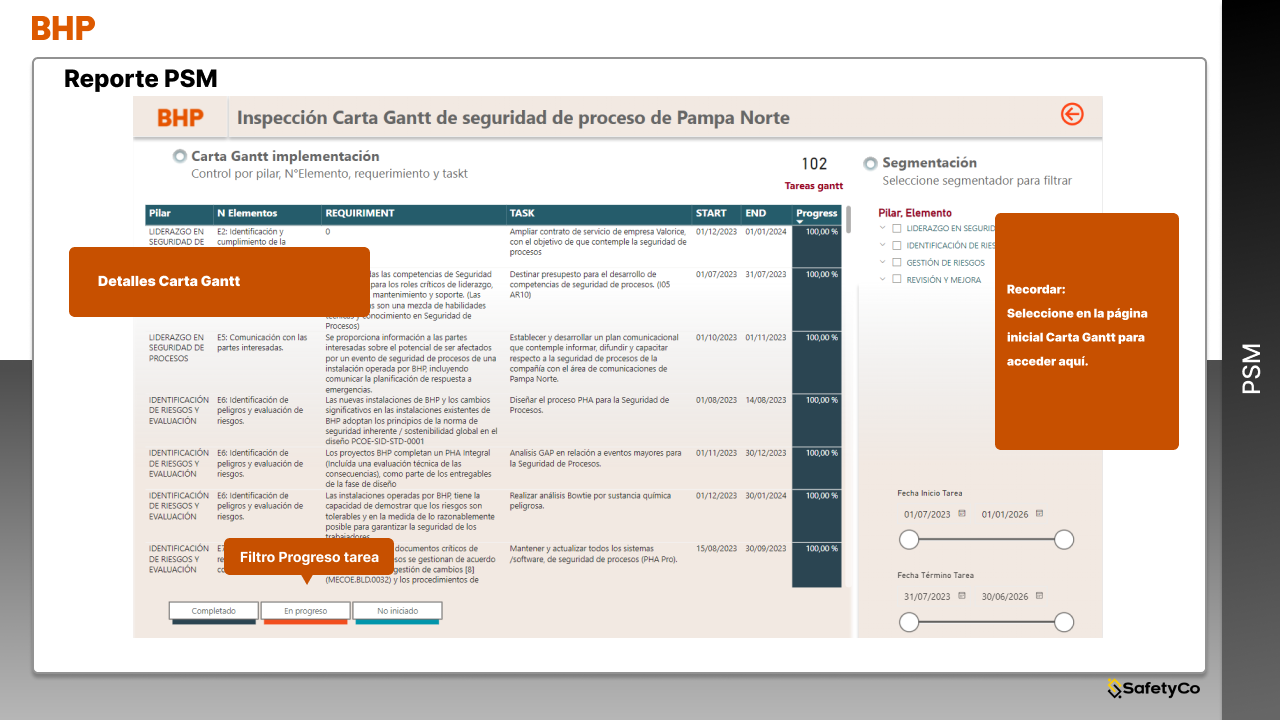 BHP
Reporte PSM
BHP
Inspección Carta Gantt de seguridad de proceso de Pampa Norte
Carta Gantt implementación
Control por pilar, N°Elemento, requerimiento y taskt
102
Tareas gantt
Segmentación
Seleccione segmentador para filtrar
Pilar N Elementos REQUIRIMENT TASK START END Progress
LIDERAZGO EN SEGURIDAD DE
E2: Identificación y cumplimiento de la
0
Ampliar contrato de servicio de empresa Valorice, con el objetivo de que contemple la seguridad de procesos
01/12/2023 01/01/2024 100,00 %
las competencias de Seguridad
para los roles críticos de liderazgo,
mantenimiento y soporte. (Las
son una mezcla de habilidades
conocimiento en Seguridad de
Procesos)
Destinar presupesto para el desarrollo de
competencias de seguridad de procesos. (I05
AR10)
01/07/2023 31/07/2023 100,00 %
LIDERAZGO EN
SEGURIDAD DE
PROCESOS
E5: Comunicación con las
partes interesadas.
Se proporciona información a las partes
interesadas sobre el potencial de ser afectados
por un evento de seguridad de procesos de una
instalación operada por BHP, incluyendo
comunicar la planificación de respuesta a
emergencias.
Establecer y desarrollar un plan comunicacional
que contemple informar, difundir y capacitar
respecto a la seguridad de procesos de la
compañía con el área de comunicaciones de
Pampa Norte.
01/10/2023 01/11/2023 100,00 %
IDENTIFICACIÓN
DE RIESGOS Y
EVALUACIÓN
E6: Identificación de
peligros y evaluación de
riesgos.
Las nuevas instalaciones de BHP y los cambios
significativos en las instalaciones existentes de
BHP adoptan los principios de la norma de
seguridad inherente / sostenibilidad global en el
diseño PCOE-SID-STD-0001
Diseñar el proceso PHA para la Seguridad de
Procesos.
01/08/2023 14/08/2023 100,00 %
IDENTIFICACIÓN
DE RIESGOS Y
EVALUACIÓN
E6: Identificación de
peligros y evaluación de
riesgos.
Los proyectos BHP completan un PHA Integral
(Incluída una evaluación técnica de las
consecuencias), como parte de los entregables
de la fase de diseño
Analisis GAP en relación a eventos mayores para
la Seguridad de Procesos.
01/11/2023 30/12/2023 100,00 %
IDENTIFICACIÓN
DE RIESGOS Y
EVALUACIÓN
E6: Identificación de
peligros y evaluación de
riesgos.
Las instalaciones operadas por BHP, tiene la
capacidad de demostrar que los riesgos son
tolerables y en la medida de lo razonablemente
posible para garantizar la seguridad de los
trabajadores
Realizar análisis Bowtie por sustancia química
peligrosa.
01/12/2023 30/01/2024 100,00 %
IDENTIFICACIÓN
DE RIESGOS Y
EVALUACIÓN
documentos críticos de
se gestionan de acuerdo
gestión de cambios [8]
(MECOE.BLD.0032) y los procedimientos de
Mantener y actualizar todos los sistemas
/software, de seguridad de procesos (PHA Pro).
15/08/2023 30/09/2023 100,00 %
Detalles Carta Gantt
Filtro Progreso tarea
Completado
En progreso
No iniciado
Pilar, Elemento
LIDERAZGO EN
IDENTIFICACIÓN DE
GESTIÓN DE RIESGOS
REVISIÓN Y MEJORA
Recordar:
Seleccione en la página
inicial Carta Gantt para
acceder aquí.
Fecha Inicio Tarea
01/07/2023 01/01/2026
Fecha Término Tarea
31/07/2023 30/06/2026
PSM
SafetyCo